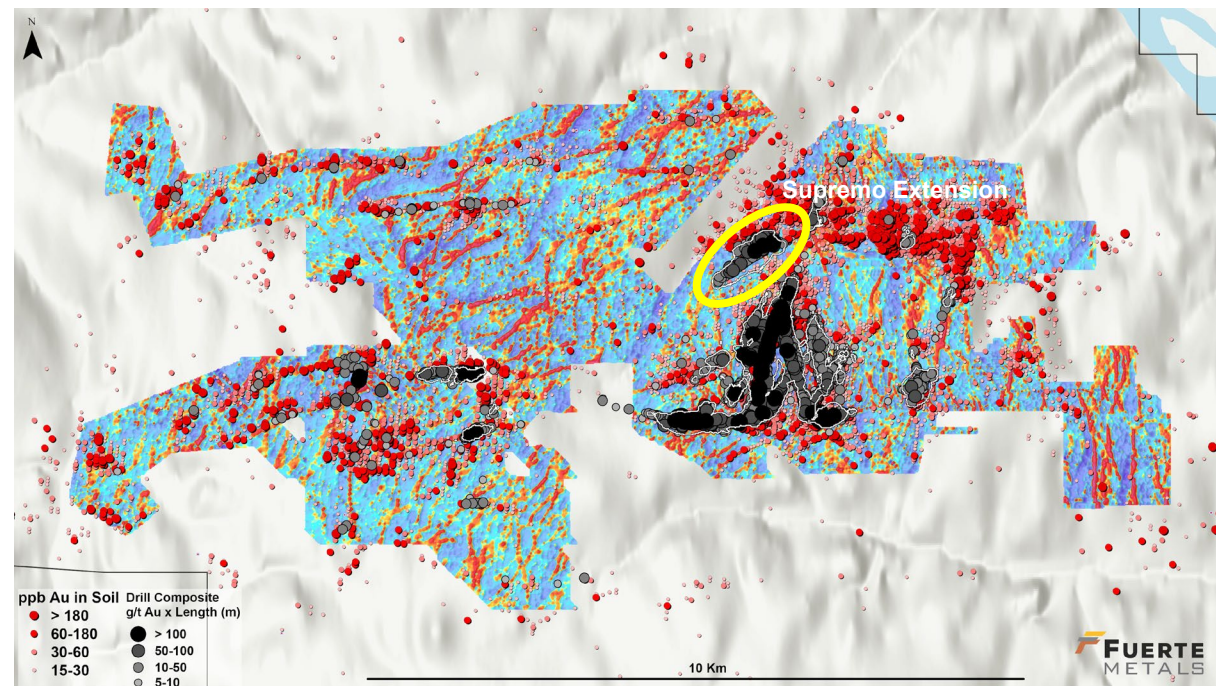 N
Supremo Extension
ppb Au in Soil
> 180
60-180
30-60
15-30
Drill Composite
g/t Au x Length (m)
> 100
50-100
10-50
5-10
10 Km
FUERTE
METALS